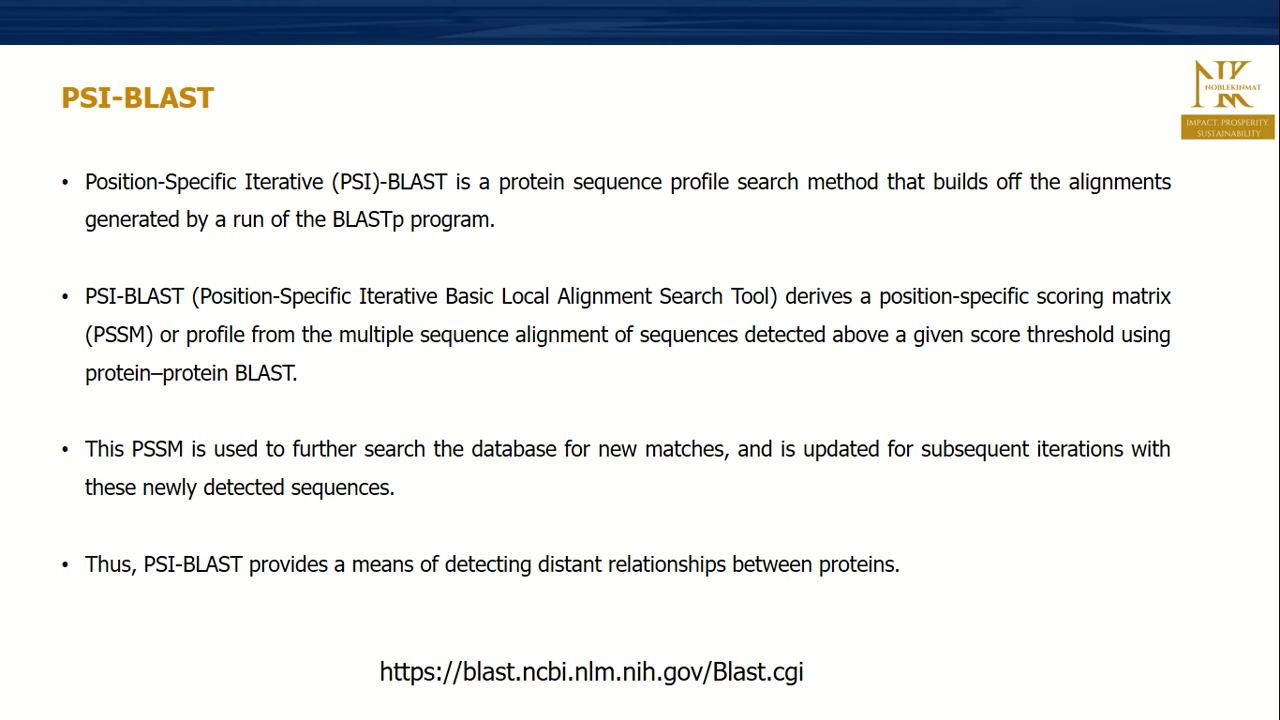 PSI-BLAST
NKM
NOBLEKINMAT
IMPACT. PROSPERITY.
SUSTAINABILITY
• Position-Specific Iterative (PSI)-BLAST is a protein sequence profile search method that builds off the alignments
generated by a run of the BLASTp program.
• PSI-BLAST (Position-Specific Iterative Basic Local Alignment Search Tool) derives a position-specific scoring matrix
(PSSM) or profile from the multiple sequence alignment of sequences detected above a given score threshold using
protein–protein BLAST.
• This PSSM is used to further search the database for new matches, and is updated for subsequent iterations with
these newly detected sequences.
• Thus, PSI-BLAST provides a means of detecting distant relationships between proteins.
https://blast.ncbi.nlm.nih.gov/Blast.cgi